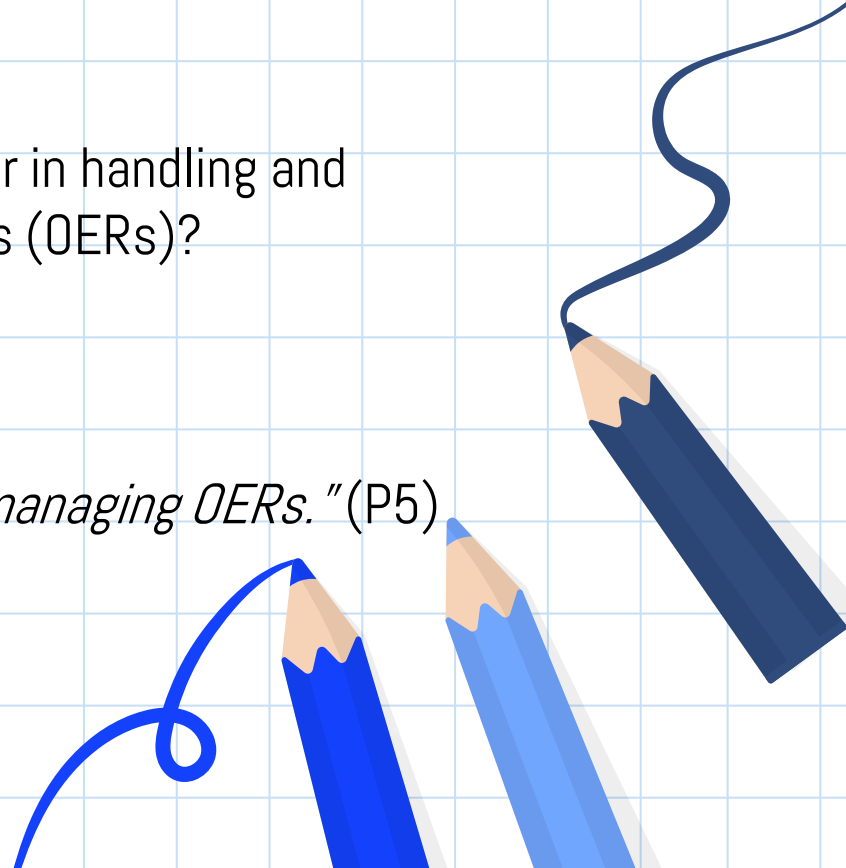 r in handling and
s (OERs)?
managing OERs." (P5)